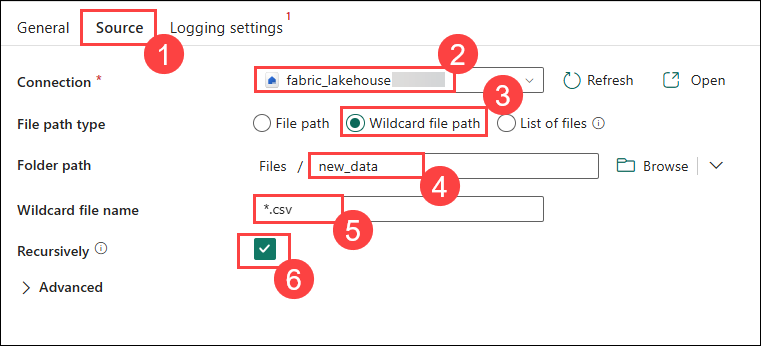 General Source Logging settings 1
1
Connection * fabric_lakehouse 2 Refresh Open
3
File path type File path Wildcard file path List of files
Folder path Files / new_data Browse
4
Wildcard file name *.csv
5
Recursively
6
Advanced